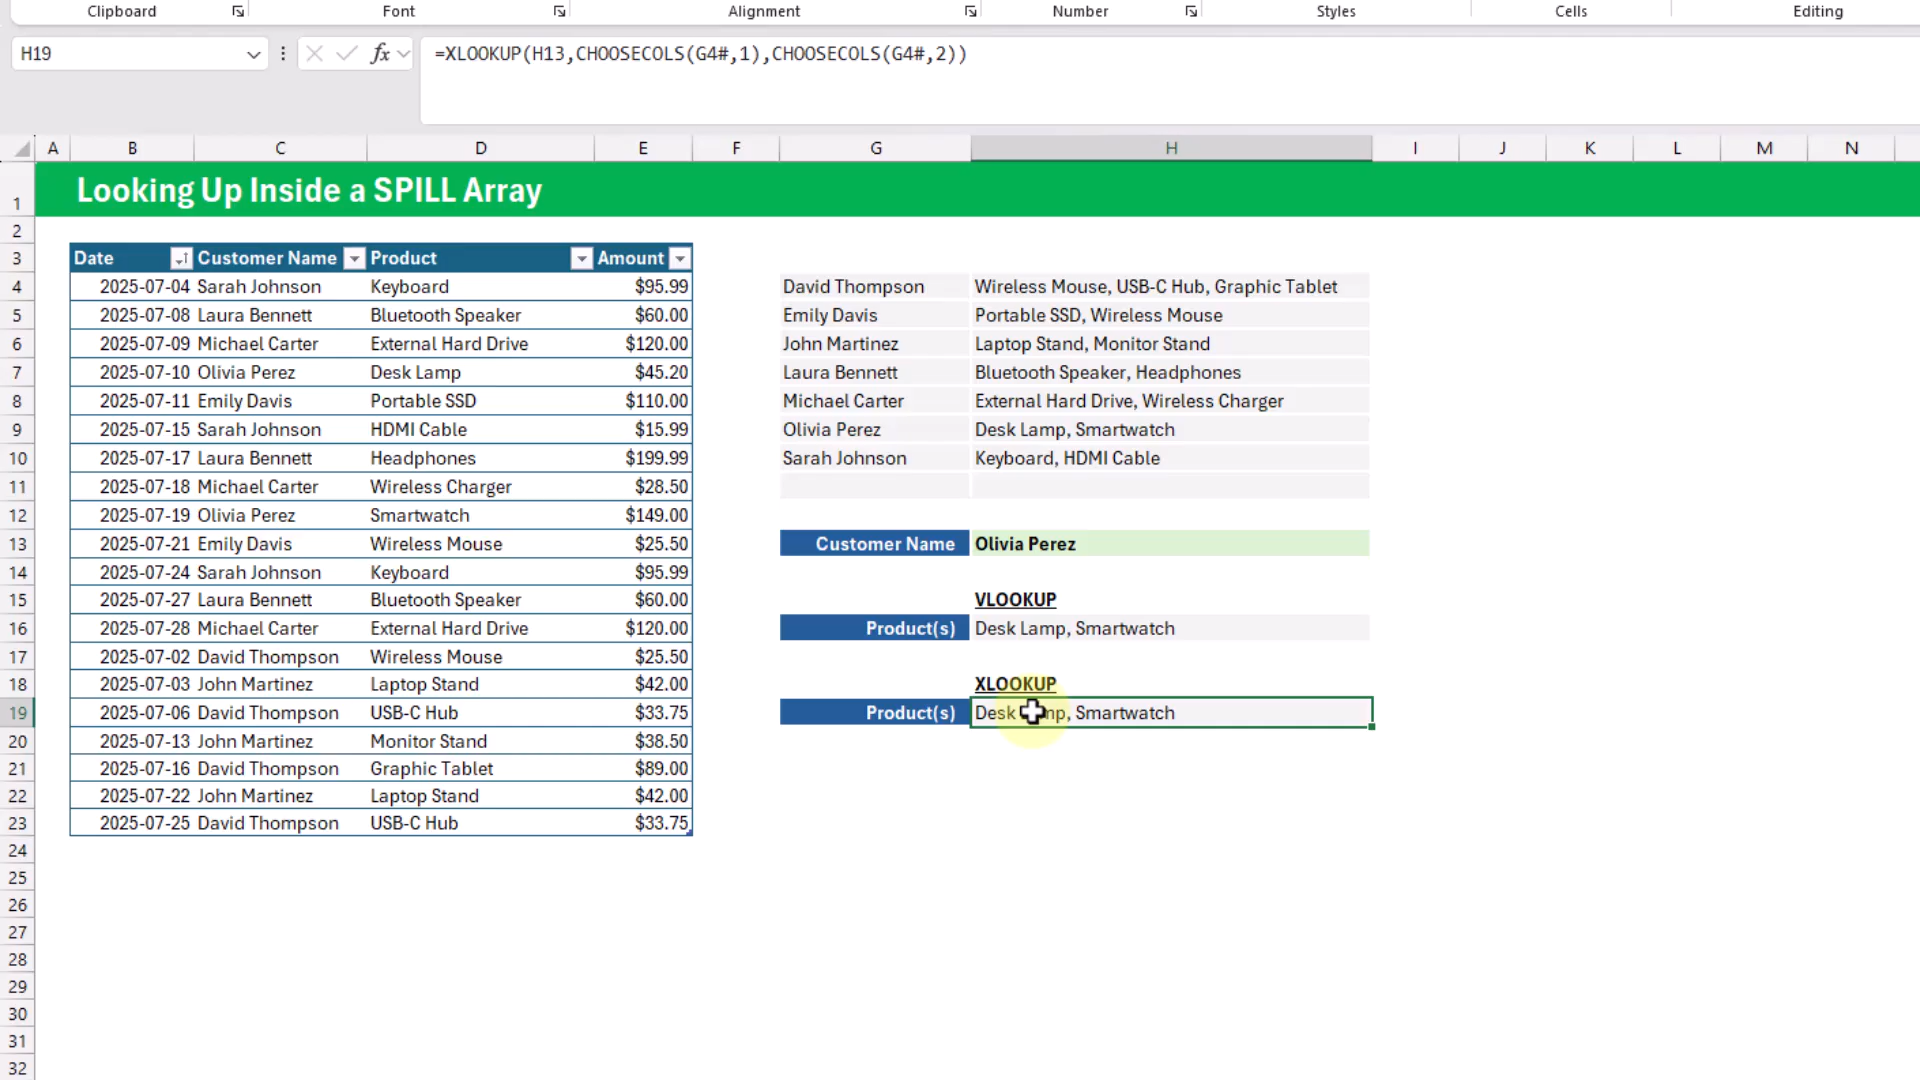 Clipboard Font Alignment Number Styles Cells Editing
H19 fx =XLOOKUP(H13,CHOOSECOLS(G4#,1),CHOOSECOLS(G4#,2))
A B C D E F G H I J K L M N
1 Looking Up Inside a SPILL Array
2
3 Date Customer Name Product Amount
4 2025-07-04 Sarah Johnson Keyboard $95.99 David Thompson Wireless Mouse, USB-C Hub, Graphic Tablet
5 2025-07-08 Laura Bennett Bluetooth Speaker $60.00 Emily Davis Portable SSD, Wireless Mouse
6 2025-07-09 Michael Carter External Hard Drive $120.00 John Martinez Laptop Stand, Monitor Stand
7 2025-07-10 Olivia Perez Desk Lamp $45.20 Laura Bennett Bluetooth Speaker, Headphones
8 2025-07-11 Emily Davis Portable SSD $110.00 Michael Carter External Hard Drive, Wireless Charger
9 2025-07-15 Sarah Johnson HDMI Cable $15.99 Olivia Perez Desk Lamp, Smartwatch
10 2025-07-17 Laura Bennett Headphones $199.99 Sarah Johnson Keyboard, HDMI Cable
11 2025-07-18 Michael Carter Wireless Charger $28.50
12 2025-07-19 Olivia Perez Smartwatch $149.00
13 2025-07-21 Emily Davis Wireless Mouse $25.50 Customer Name Olivia Perez
14 2025-07-24 Sarah Johnson Keyboard $95.99
15 2025-07-27 Laura Bennett Bluetooth Speaker $60.00 VLOOKUP
16 2025-07-28 Michael Carter External Hard Drive $120.00 Product(s) Desk Lamp, Smartwatch
17 2025-07-02 David Thompson Wireless Mouse $25.50
18 2025-07-03 John Martinez Laptop Stand $42.00 XLOOKUP
19 2025-07-06 David Thompson USB-C Hub $33.75 Product(s) Desk Lamp, Smartwatch
20 2025-07-13 John Martinez Monitor Stand $38.50
21 2025-07-16 David Thompson Graphic Tablet $89.00
22 2025-07-22 John Martinez Laptop Stand $42.00
23 2025-07-25 David Thompson USB-C Hub $33.75
24
25
26
27
28
29
30
31
32